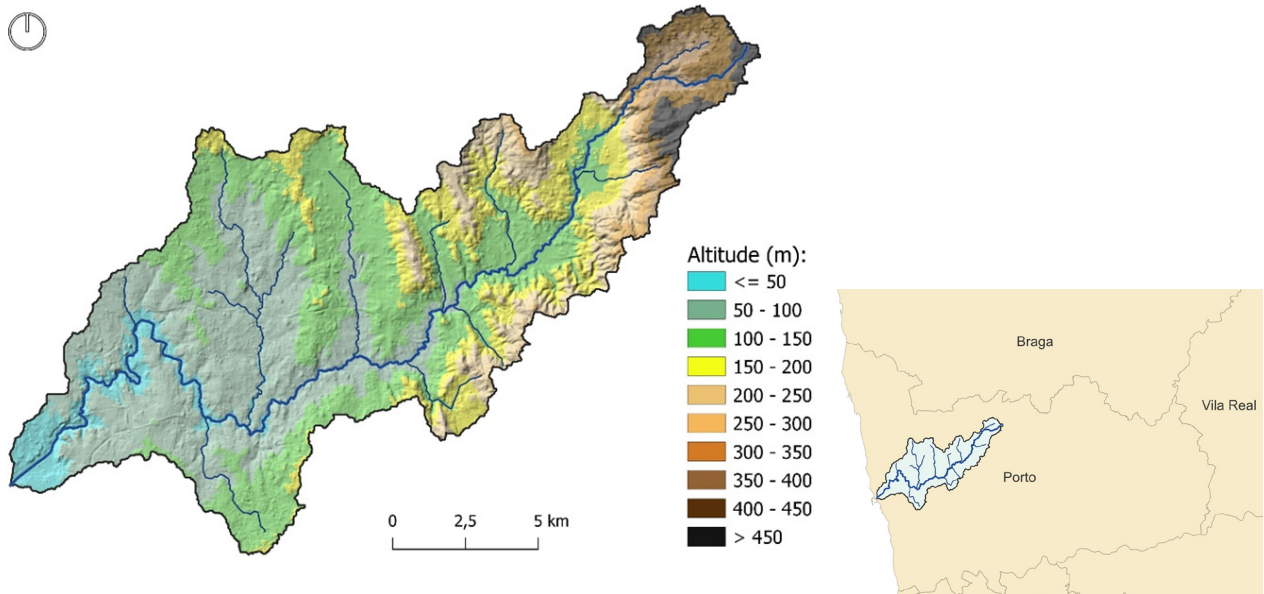 Altitude (m):
<= 50
50 - 100
100 - 150
150 - 200
200 - 250
250 - 300
300 - 350
350 - 400
400 - 450
> 450
0 2,5 5 km
Braga
Vila Real
Porto